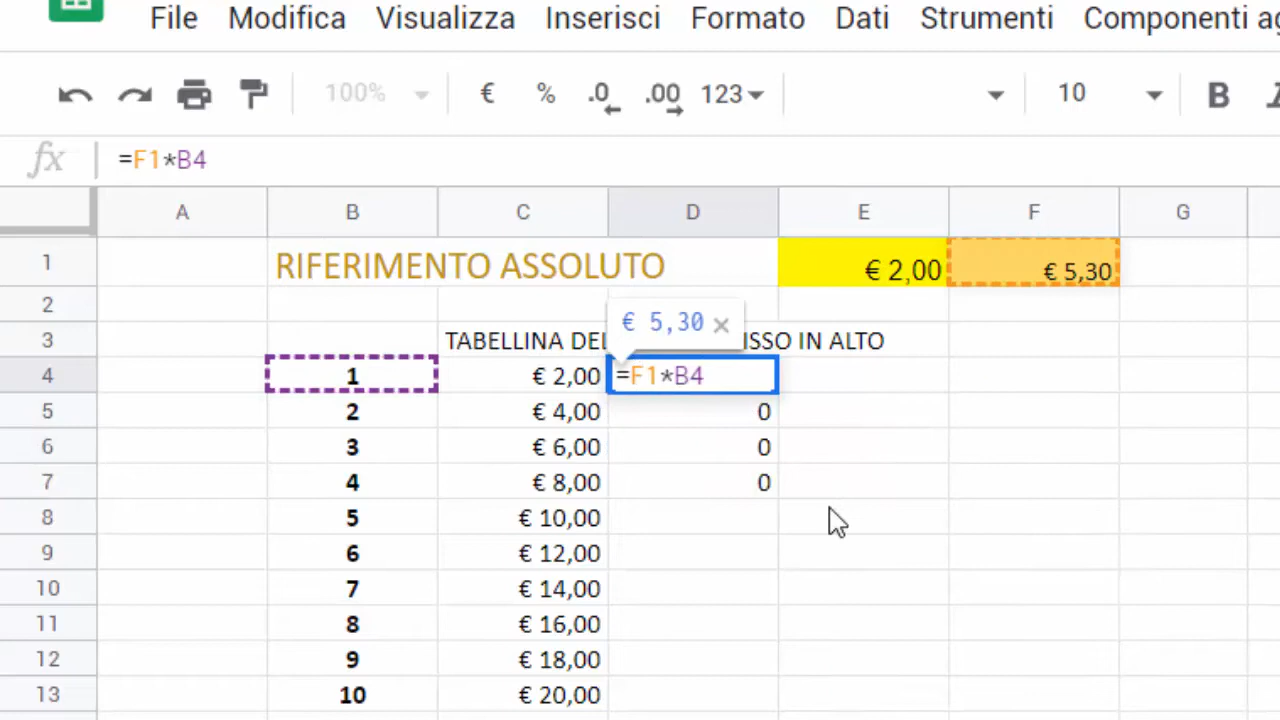 File Modifica Visualizza Inserisci Formato Dati Strumenti Componenti
100% € % .0 .00 123 10 B
fx =F1*B4
A B C D E F G
1 RIFERIMENTO ASSOLUTO € 2,00 € 5,30
2
€ 5,30 ×
3 TABELLINA DEL ISSO IN ALTO
4 1 € 2,00 =F1*B4
5 2 € 4,00 0
6 3 € 6,00 0
7 4 € 8,00 0
8 5 € 10,00
9 6 € 12,00
10 7 € 14,00
11 8 € 16,00
12 9 € 18,00
13 10 € 20,00